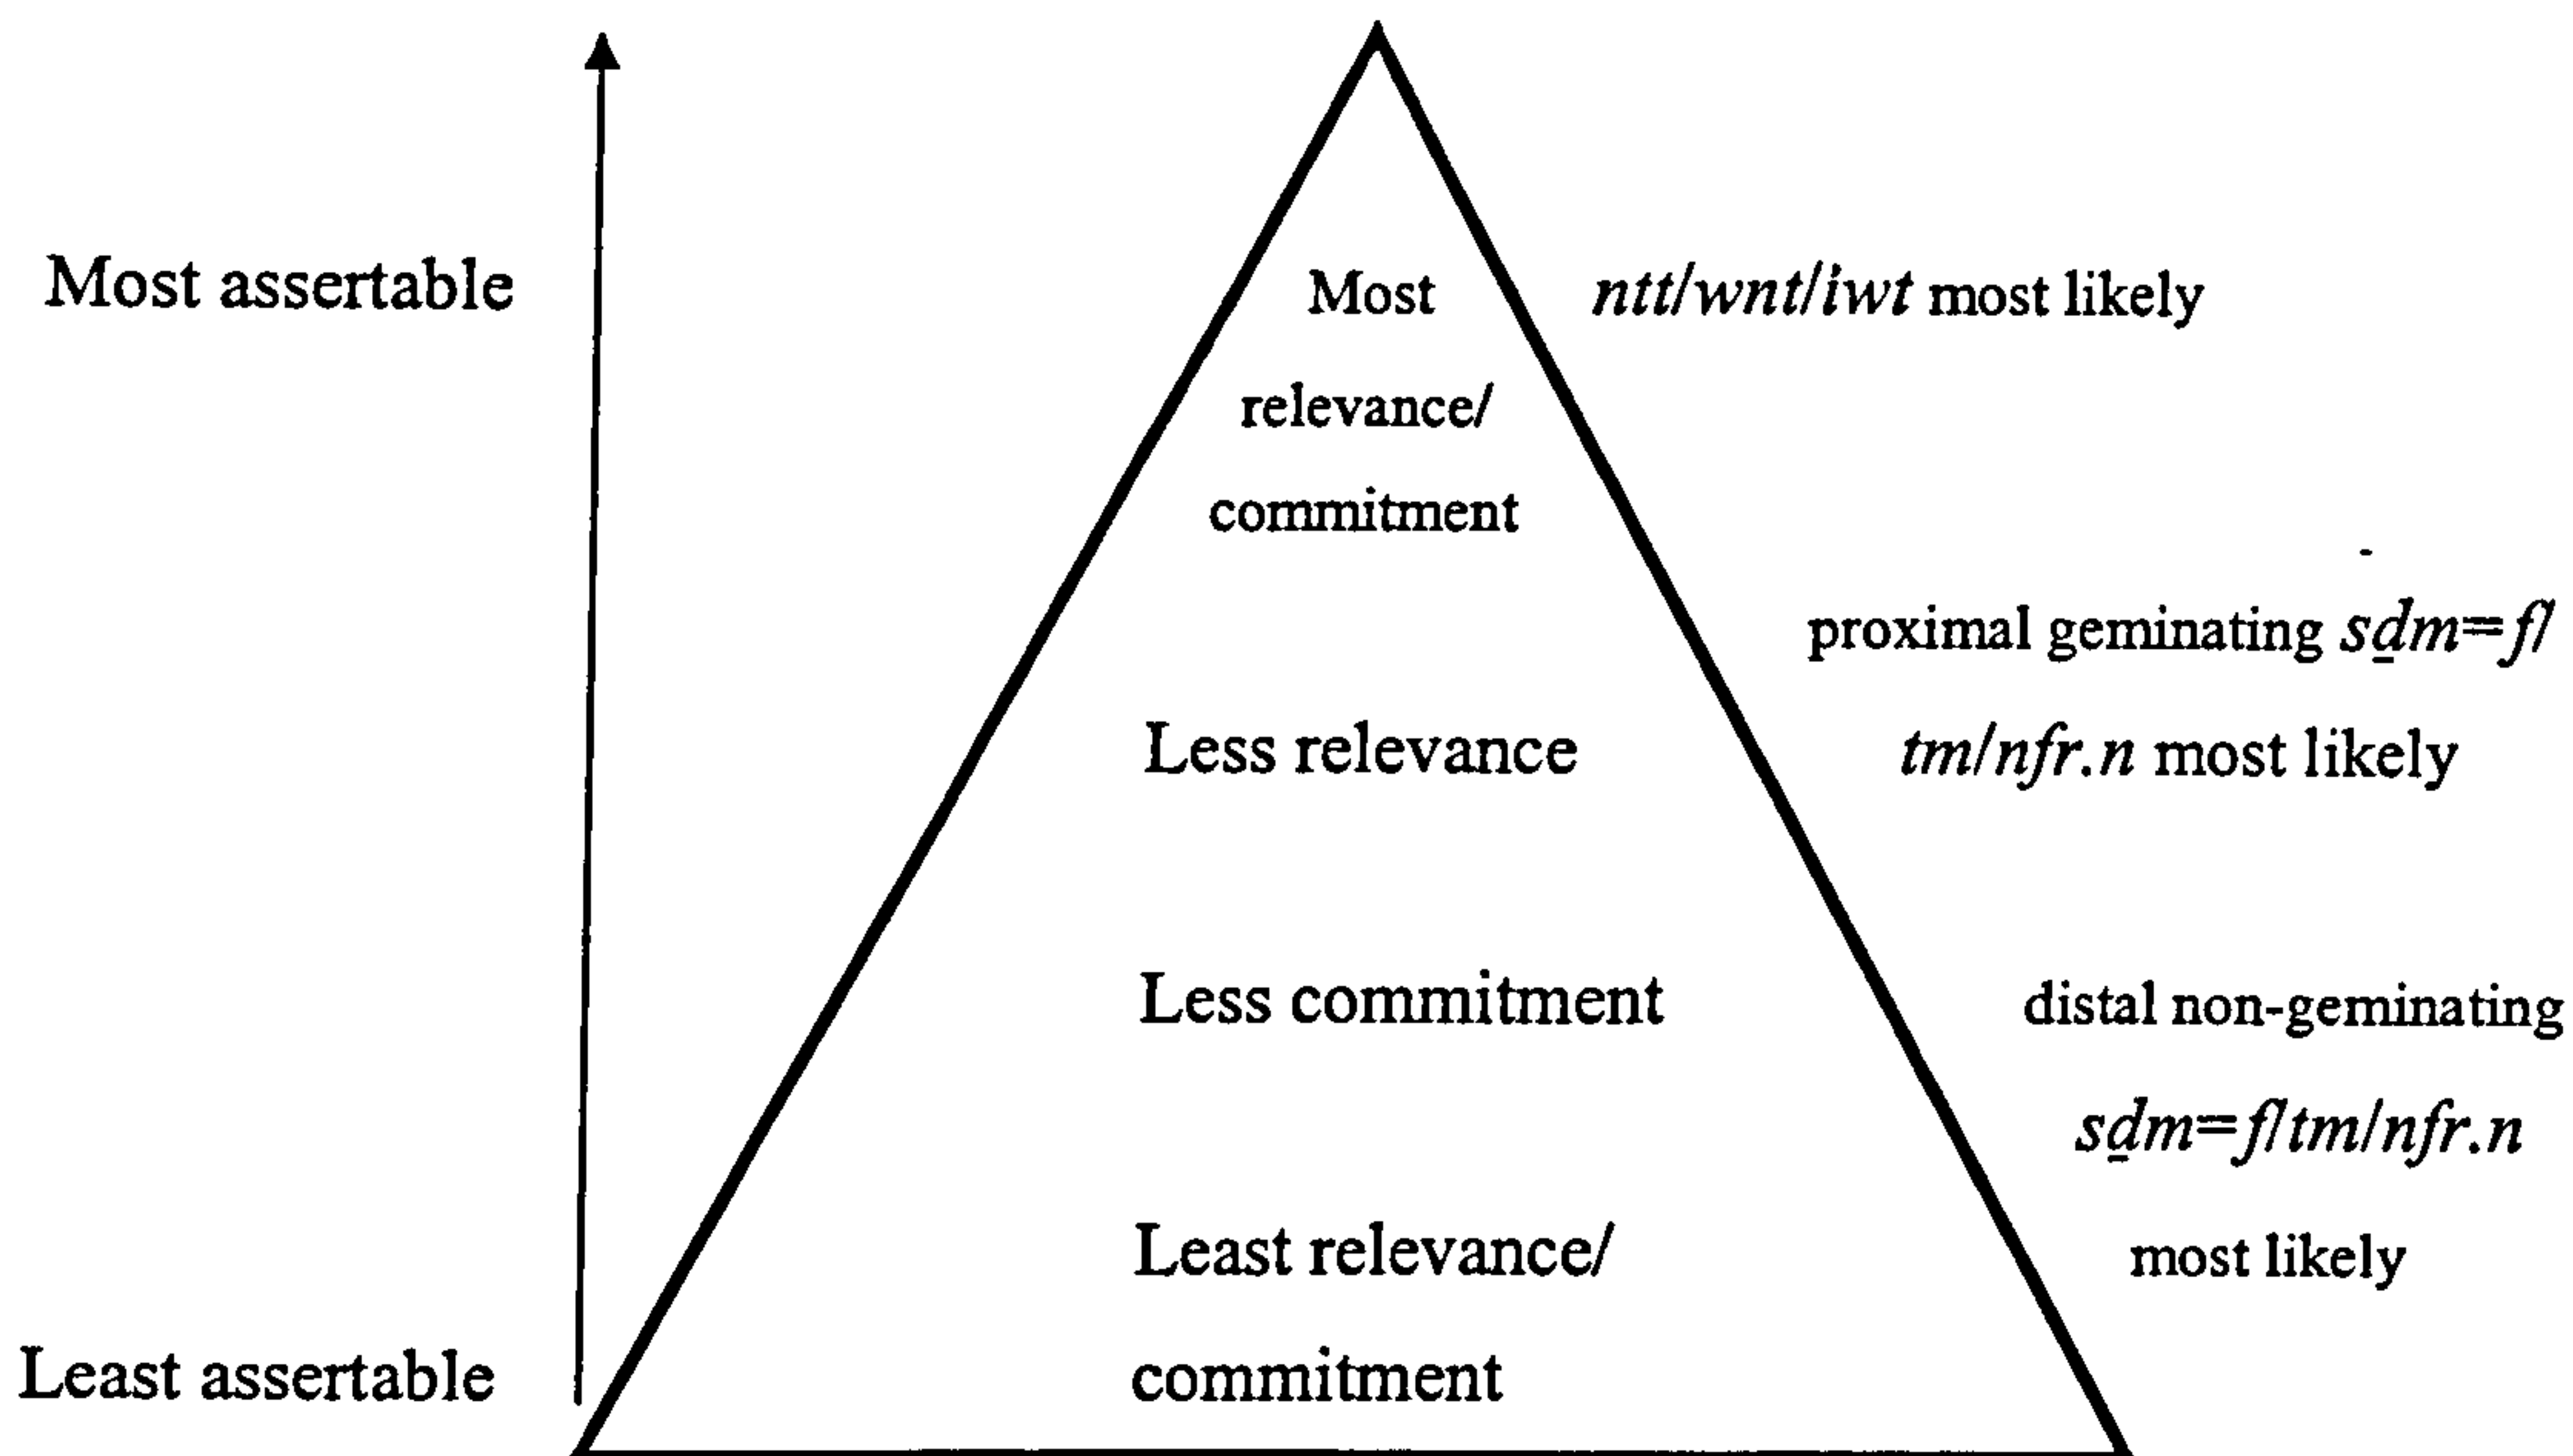 Most assertable
Most
relevance/
commitment
ntt/wnt/iwt most likely
proximal geminating sḏm=f/
tm/nfr.n most likely
Less relevance
Less commitment
distal non-geminating
sḏm=f/tm/nfr.n
most likely
Least relevance/
commitment
Least assertable